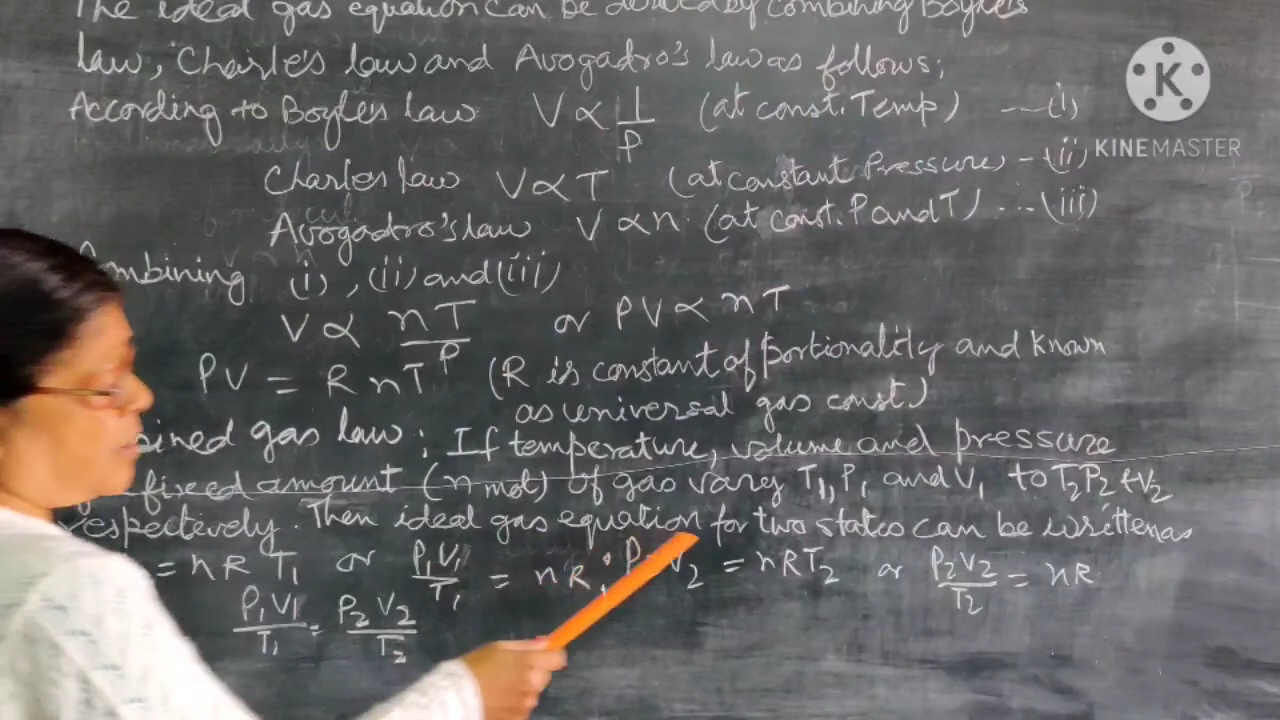 The ideal gas equation can be derived by combining Boyle's
law, Charle's law and Avogadro's law as follows;
According to Boyle's law V ∝ 1/P (at const. Temp) —(i)
Charles law V ∝ T (at constant Pressure) -(ii)
Avogadro's law V ∝ n (at const. P and T) ... (iii)
mbining (i), (ii) and (iii)
V ∝ nT/P or PV ∝ nT
PV = R nT (R is constant of portionality and known
as universal gas const.)
bined gas law : If temperature, volume and pressure
fixed amount (n mol) of gas vary T₁, P₁ and V₁ to T₂ P₂ & V₂
respectively. Then ideal gas equation for two states can be written as
= nR T₁ or P₁V₁/T₁ = nR ; P₂V₂ = nRT₂ or P₂V₂/T₂ = nR
P₁V₁/T₁ = P₂V₂/T₂
K
KINEMASTER